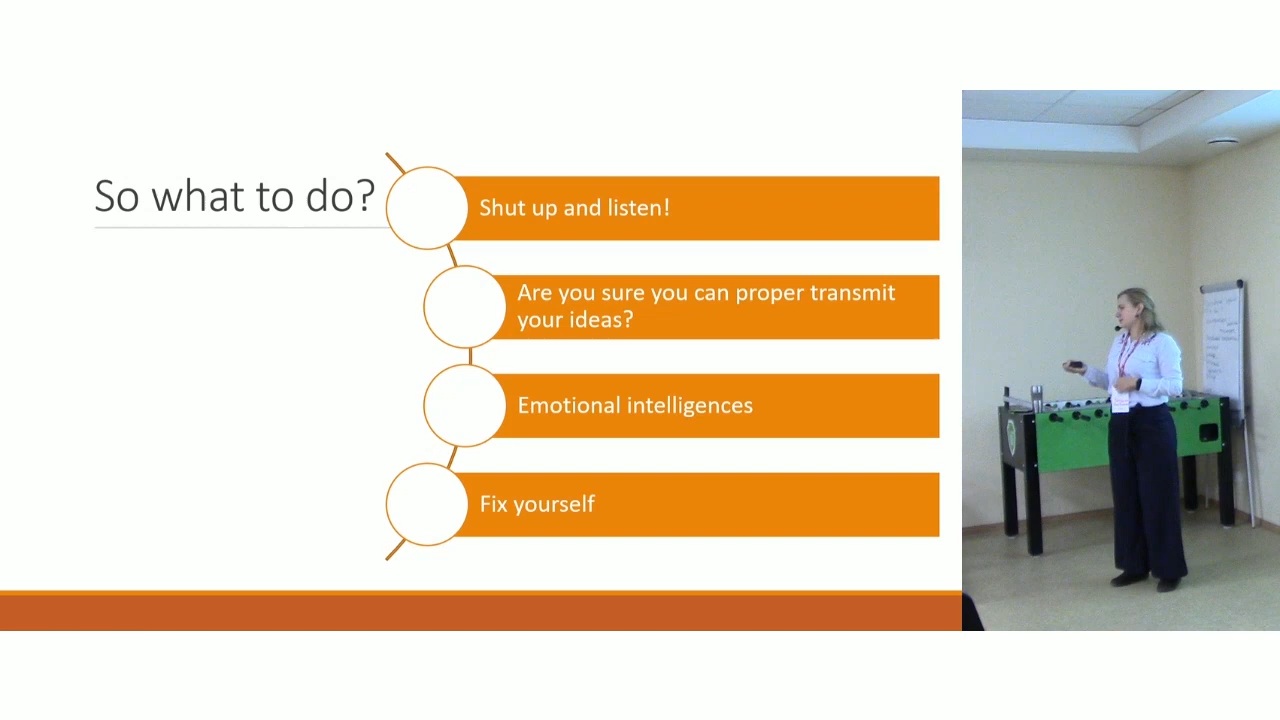 So what to do?
Shut up and listen!
Are you sure you can proper transmit
your ideas?
Emotional intelligences
Fix yourself